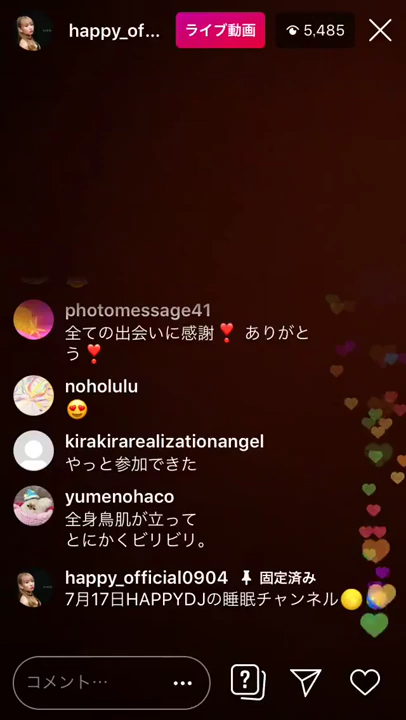 happy_of...
ライブ動画
5,485
photomessage41
全ての出会いに感謝❣️ ありがと
う❣️
noholulu
😍
kirakirarealizationangel
やっと参加できた
yumenohaco
全身鳥肌が立って
とにかくビリビリ。
happy_official0904 固定済み
7月17日HAPPYDJの睡眠チャンネル🌕
コメント…